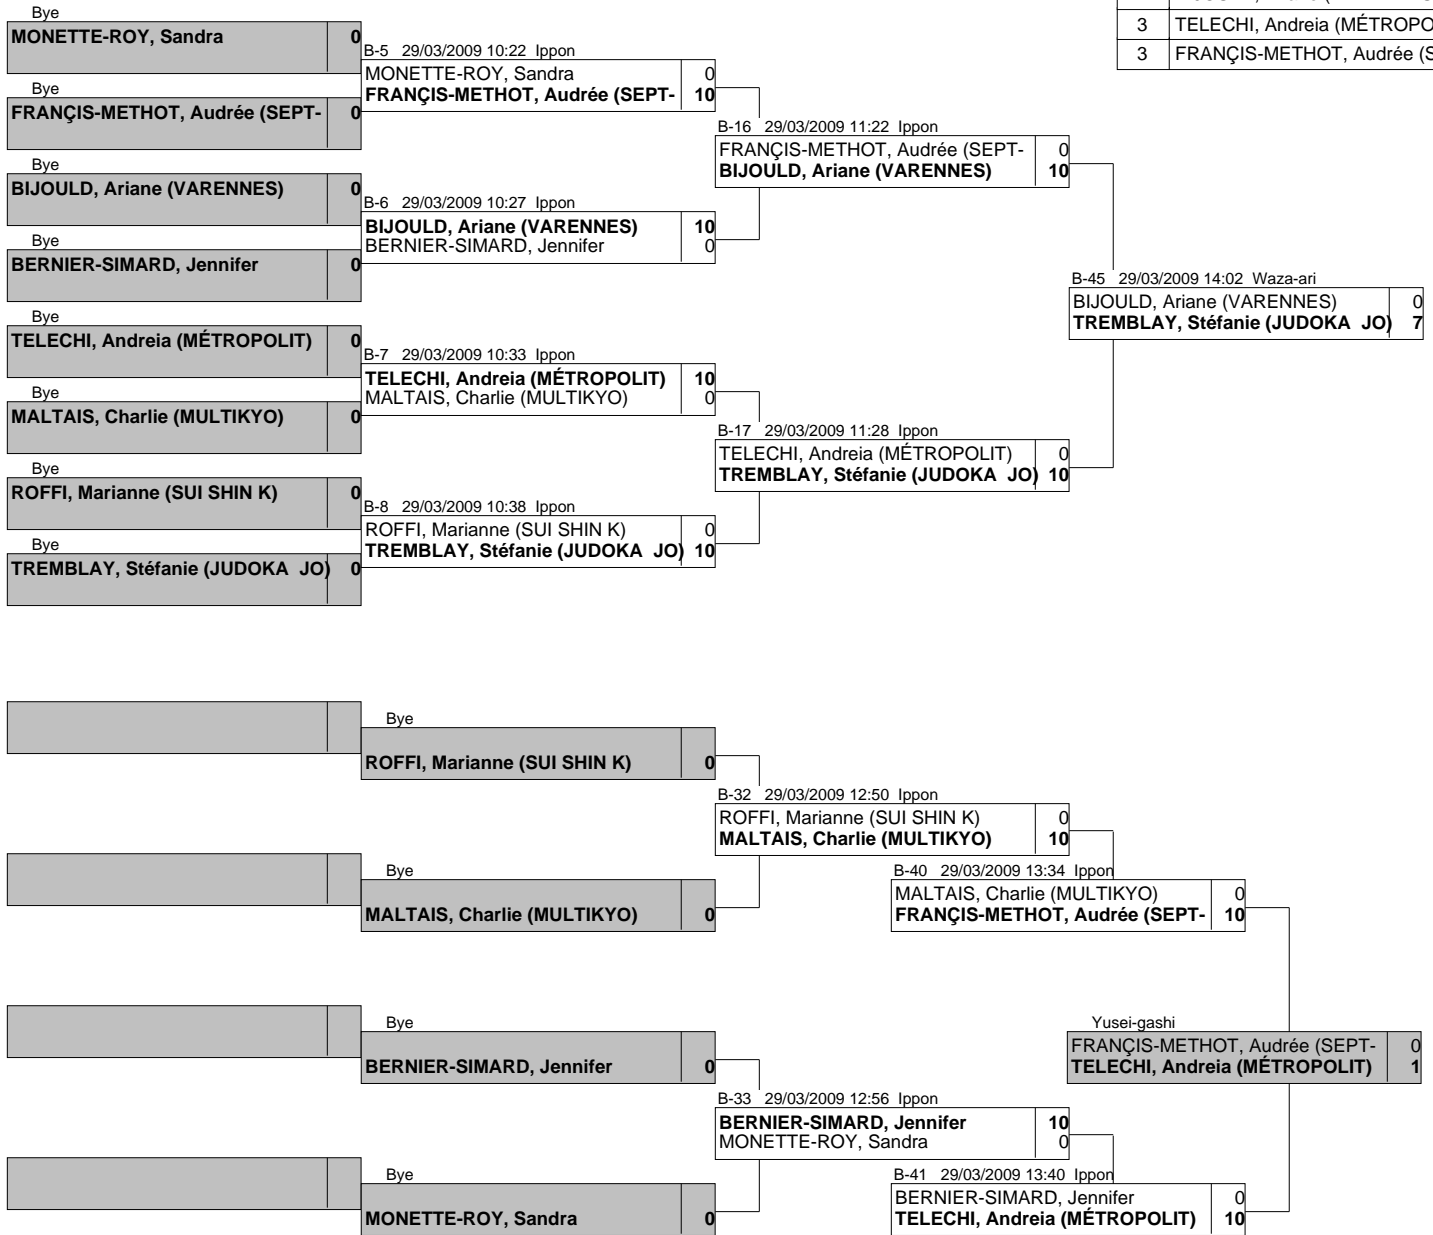 3 TELECHI, Andreia (MÉTROPO
3 FRANÇIS-METHOT, Audrée (S
Bye
MONETTE-ROY, Sandra 0
Bye
FRANÇIS-METHOT, Audrée (SEPT- 0
Bye
BIJOULD, Ariane (VARENNES) 0
Bye
BERNIER-SIMARD, Jennifer 0
Bye
TELECHI, Andreia (MÉTROPOLIT) 0
Bye
MALTAIS, Charlie (MULTIKYO) 0
Bye
ROFFI, Marianne (SUI SHIN K) 0
Bye
TREMBLAY, Stéfanie (JUDOKA JO) 0
B-5 29/03/2009 10:22 Ippon
MONETTE-ROY, Sandra 0
FRANÇIS-METHOT, Audrée (SEPT- 10
B-6 29/03/2009 10:27 Ippon
BIJOULD, Ariane (VARENNES) 10
BERNIER-SIMARD, Jennifer 0
B-7 29/03/2009 10:33 Ippon
TELECHI, Andreia (MÉTROPOLIT) 10
MALTAIS, Charlie (MULTIKYO) 0
B-8 29/03/2009 10:38 Ippon
ROFFI, Marianne (SUI SHIN K) 0
TREMBLAY, Stéfanie (JUDOKA JO) 10
B-16 29/03/2009 11:22 Ippon
FRANÇIS-METHOT, Audrée (SEPT- 0
BIJOULD, Ariane (VARENNES) 10
B-17 29/03/2009 11:28 Ippon
TELECHI, Andreia (MÉTROPOLIT) 0
TREMBLAY, Stéfanie (JUDOKA JO) 10
B-45 29/03/2009 14:02 Waza-ari
BIJOULD, Ariane (VARENNES) 0
TREMBLAY, Stéfanie (JUDOKA JO) 7
Bye
ROFFI, Marianne (SUI SHIN K) 0
Bye
MALTAIS, Charlie (MULTIKYO) 0
Bye
BERNIER-SIMARD, Jennifer 0
Bye
MONETTE-ROY, Sandra 0
B-32 29/03/2009 12:50 Ippon
ROFFI, Marianne (SUI SHIN K) 0
MALTAIS, Charlie (MULTIKYO) 10
B-33 29/03/2009 12:56 Ippon
BERNIER-SIMARD, Jennifer 10
MONETTE-ROY, Sandra 0
B-40 29/03/2009 13:34 Ippon
MALTAIS, Charlie (MULTIKYO) 0
FRANÇIS-METHOT, Audrée (SEPT- 10
B-41 29/03/2009 13:40 Ippon
BERNIER-SIMARD, Jennifer 0
TELECHI, Andreia (MÉTROPOLIT) 10
Yusei-gashi
FRANÇIS-METHOT, Audrée (SEPT- 0
TELECHI, Andreia (MÉTROPOLIT) 1